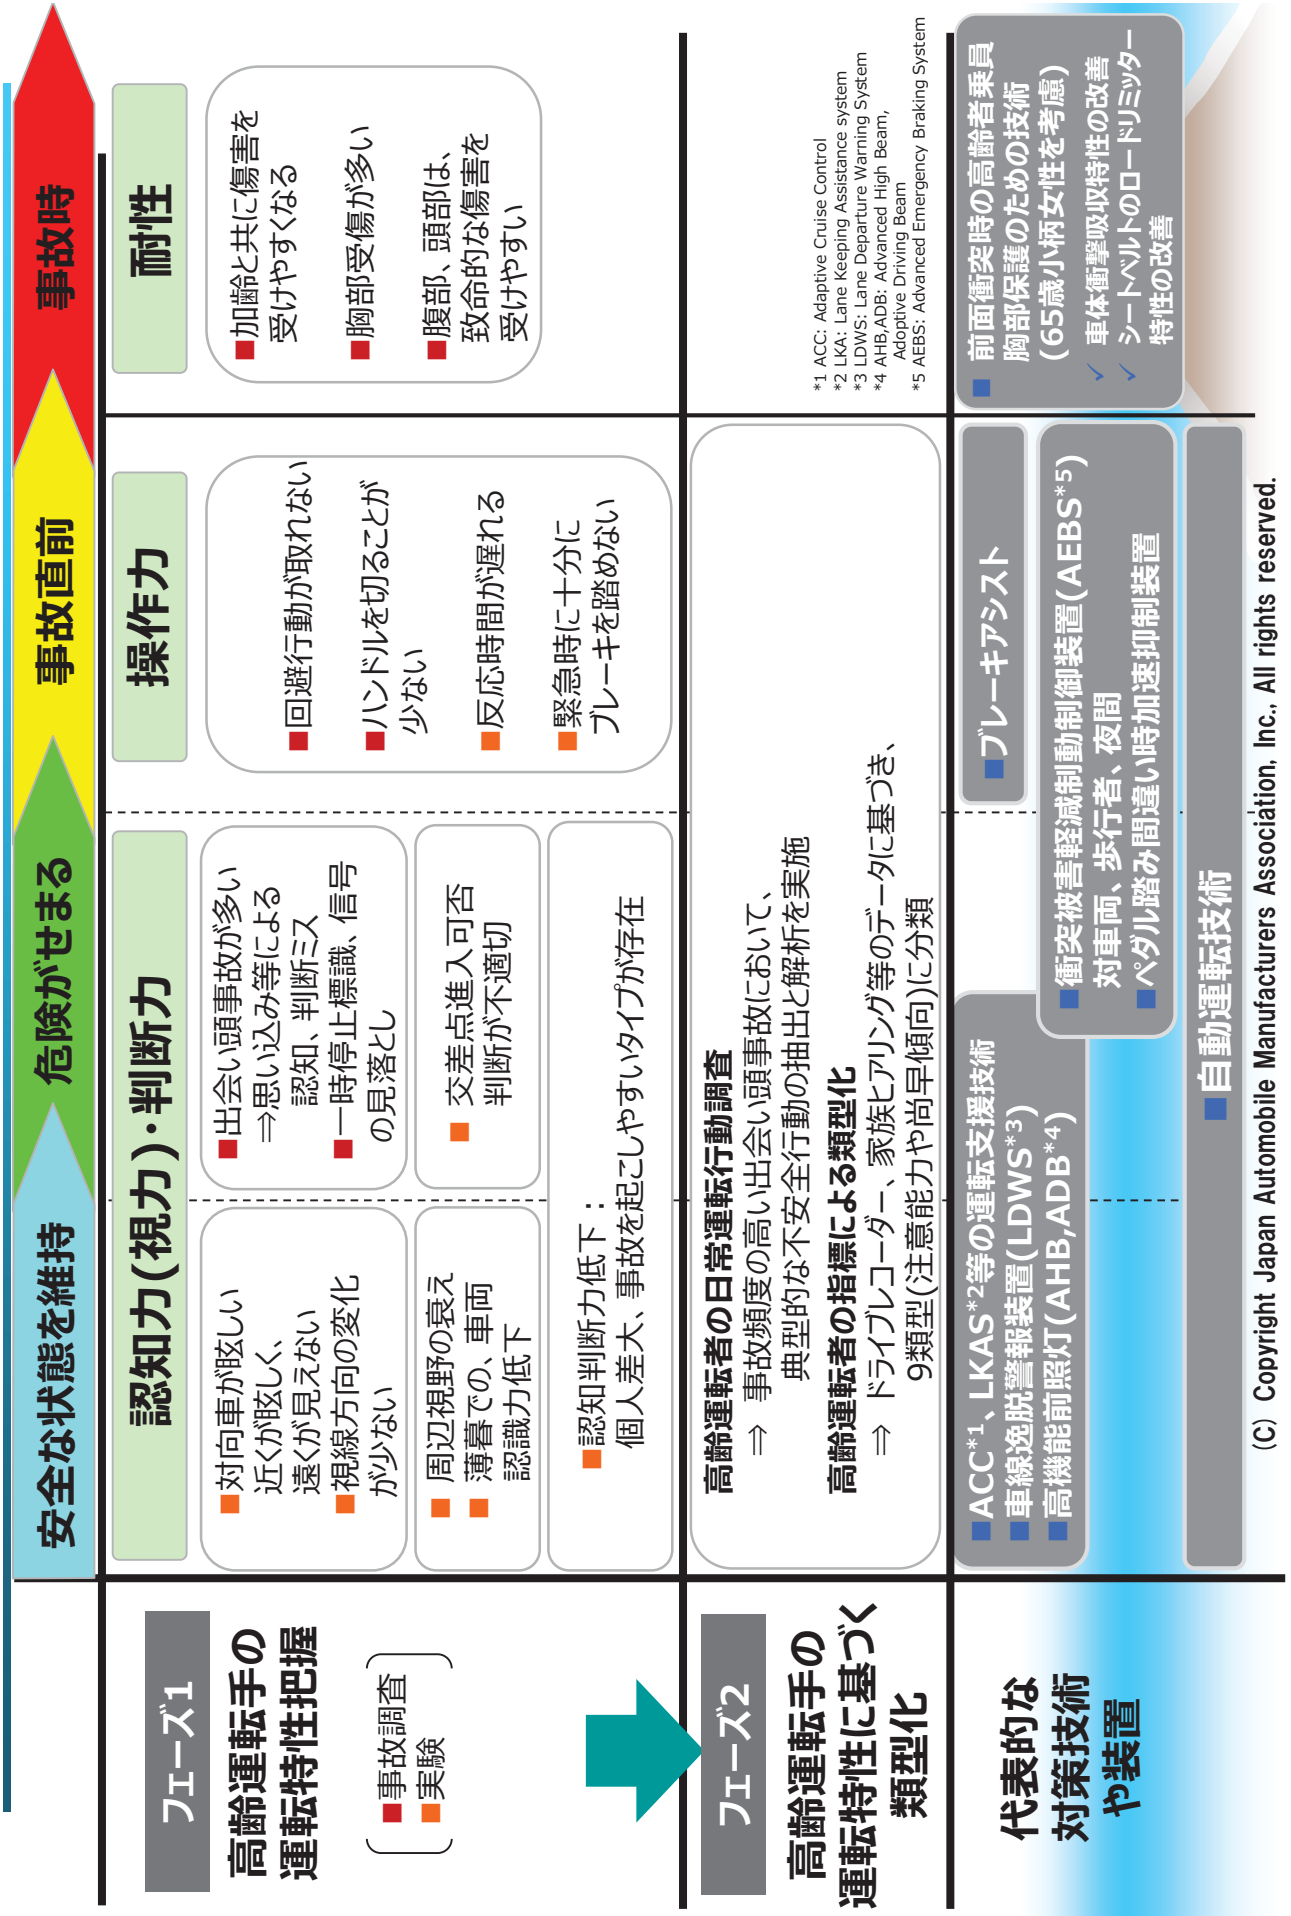 安全な状態を維持
危険がせまる
事故直前
事故時
フェーズ1
高齢運転手の
運転特性把握
■事故調査
■実験
認知力(視力)・判断力
操作力
耐性
■対向車が眩しい
近くが眩しく、
遠くが見えない
■視線方向の変化
が少ない
■周辺視野の衰え
■薄暮での、車両
認識力低下
■出会い頭事故が多い
⇒思い込み等による
認知、判断ミス
■一時停止標識、信号
の見落とし
■交差点進入可否
判断が不適切
■認知判断力低下：
個人差大、事故を起こしやすいタイプが存在
■回避行動が取れない
■ハンドルを切ることが
少ない
■反応時間が遅れる
■緊急時に十分に
ブレーキを踏めない
■加齢と共に傷害を
受けやすくなる
■胸部受傷が多い
■腹部、頭部は、
致命的な傷害を
受けやすい
フェーズ2
高齢運転手の
運転特性に基づく
類型化
高齢運転者の日常運転行動調査
⇒ 事故頻度の高い出会い頭事故において、
典型的な不安全行動の抽出と解析を実施
高齢運転者の指標による類型化
⇒ ドライブレコーダー、家族ヒアリング等のデータに基づき、
9類型(注意能力や尚早傾向)に分類
*1 ACC: Adaptive Cruise Control
*2 LKA: Lane Keeping Assistance system
*3 LDWS: Lane Departure Warning System
*4 AHB,ADB: Advanced High Beam,
Adoptive Driving Beam
*5 AEBS: Advanced Emergency Braking System
代表的な
対策技術
や装置
■ACC*1、LKAS*2等の運転支援技術
■車線逸脱警報装置(LDWS*3)
■高機能前照灯(AHB,ADB*4)
■ブレーキアシスト
■衝突被害軽減制動制御装置(AEBS*5)
対車両、歩行者、夜間
■ペダル踏み間違い時加速抑制装置
■自動運転技術
■前面衝突時の高齢者乗員
胸部保護のための技術
(65歳小柄女性を考慮)
✓ 車体衝撃吸収特性の改善
✓ シートベルトのロードリミッター
特性の改善
(C) Copyright Japan Automobile Manufacturers Association, Inc., All rights reserved.